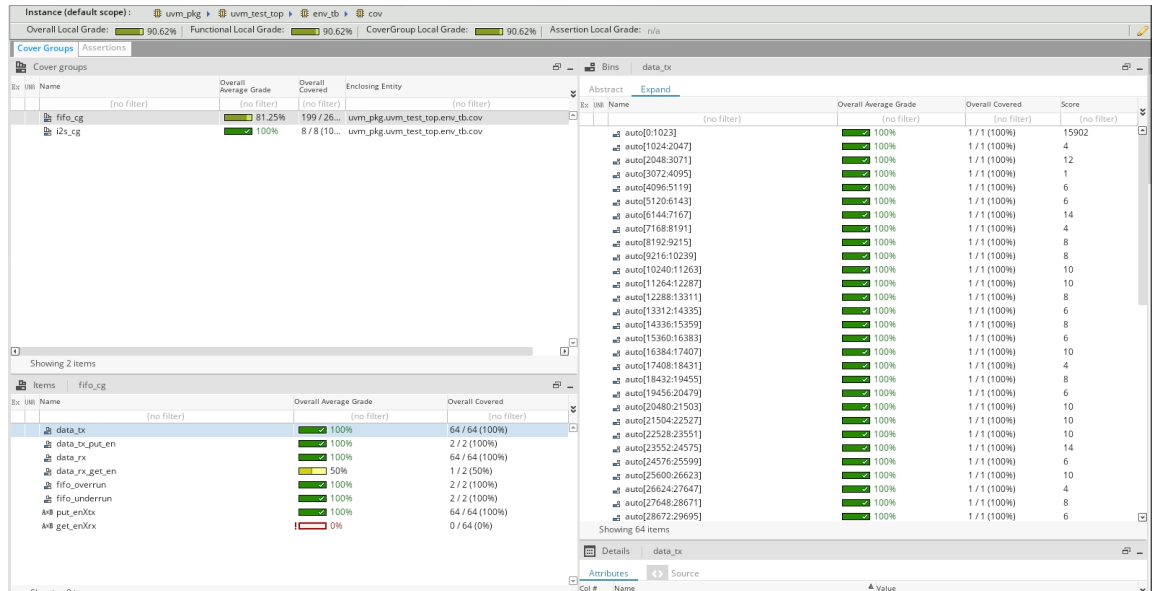 Instance (default scope) : uvm_pkg uvm_test_top env_tb cov
Overall Local Grade: 90.62% Functional Local Grade: 90.62% CoverGroup Local Grade: 90.62% Assertion Local Grade: n/a
Cover Groups Assertions
Cover groups
Ex UNR Name Overall Average Grade Overall Covered Enclosing Entity
(no filter) (no filter) (no filter) (no filter)
fifo_cg 81.25% 199 / 26... uvm_pkg.uvm_test_top.env_tb.cov
i2s_cg 100% 8 / 8 (10... uvm_pkg.uvm_test_top.env_tb.cov
Showing 2 items
Items fifo_cg
Ex UNR Name Overall Average Grade Overall Covered
(no filter) (no filter) (no filter)
data_tx 100% 64 / 64 (100%)
data_tx_put_en 100% 2 / 2 (100%)
data_rx 100% 64 / 64 (100%)
data_rx_get_en 50% 1 / 2 (50%)
fifo_overrun 100% 2 / 2 (100%)
fifo_underrun 100% 2 / 2 (100%)
A×B put_enXtx 100% 64 / 64 (100%)
A×B get_enXrx ! 0% 0 / 64 (0%)
Bins data_tx
Abstract Expand
Ex UNR Name Overall Average Grade Overall Covered Score
(no filter) (no filter) (no filter) (no filter)
auto[0:1023] 100% 1 / 1 (100%) 15902
auto[1024:2047] 100% 1 / 1 (100%) 4
auto[2048:3071] 100% 1 / 1 (100%) 12
auto[3072:4095] 100% 1 / 1 (100%) 1
auto[4096:5119] 100% 1 / 1 (100%) 6
auto[5120:6143] 100% 1 / 1 (100%) 6
auto[6144:7167] 100% 1 / 1 (100%) 14
auto[7168:8191] 100% 1 / 1 (100%) 4
auto[8192:9215] 100% 1 / 1 (100%) 8
auto[9216:10239] 100% 1 / 1 (100%) 8
auto[10240:11263] 100% 1 / 1 (100%) 10
auto[11264:12287] 100% 1 / 1 (100%) 10
auto[12288:13311] 100% 1 / 1 (100%) 8
auto[13312:14335] 100% 1 / 1 (100%) 6
auto[14336:15359] 100% 1 / 1 (100%) 8
auto[15360:16383] 100% 1 / 1 (100%) 6
auto[16384:17407] 100% 1 / 1 (100%) 10
auto[17408:18431] 100% 1 / 1 (100%) 4
auto[18432:19455] 100% 1 / 1 (100%) 8
auto[19456:20479] 100% 1 / 1 (100%) 6
auto[20480:21503] 100% 1 / 1 (100%) 10
auto[21504:22527] 100% 1 / 1 (100%) 10
auto[22528:23551] 100% 1 / 1 (100%) 10
auto[23552:24575] 100% 1 / 1 (100%) 14
auto[24576:25599] 100% 1 / 1 (100%) 6
auto[25600:26623] 100% 1 / 1 (100%) 10
auto[26624:27647] 100% 1 / 1 (100%) 4
auto[27648:28671] 100% 1 / 1 (100%) 8
auto[28672:29695] 100% 1 / 1 (100%) 6
Showing 64 items
Details data_tx
Attributes Source
Col # Name Value